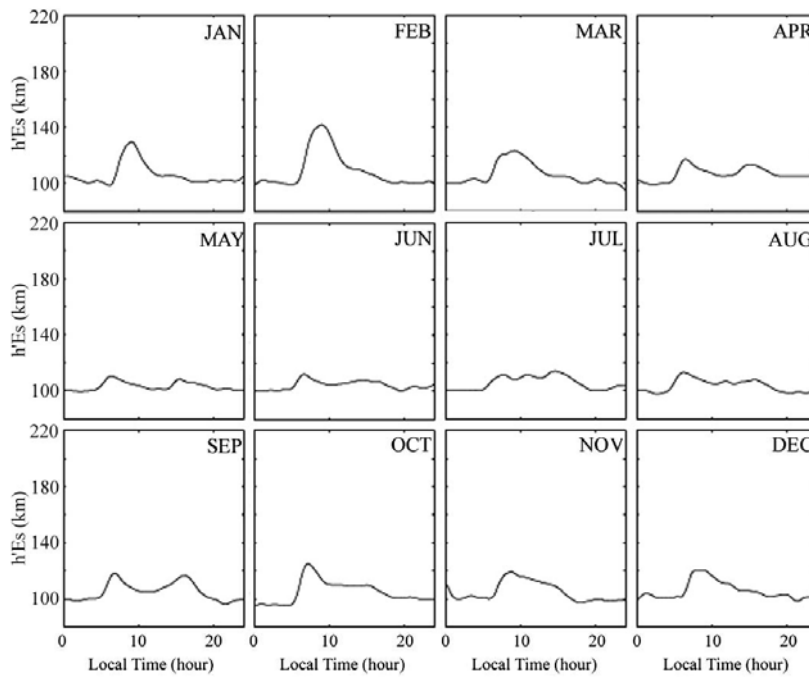 220
JAN
FEB
MAR
APR
180
h'Es (km)
140
100
220
MAY
JUN
JUL
AUG
180
h'Es (km)
140
100
220
SEP
OCT
NOV
DEC
180
h'Es (km)
140
100
0 10 20 0 10 20 0 10 20 0 10 20
Local Time (hour) Local Time (hour) Local Time (hour) Local Time (hour)